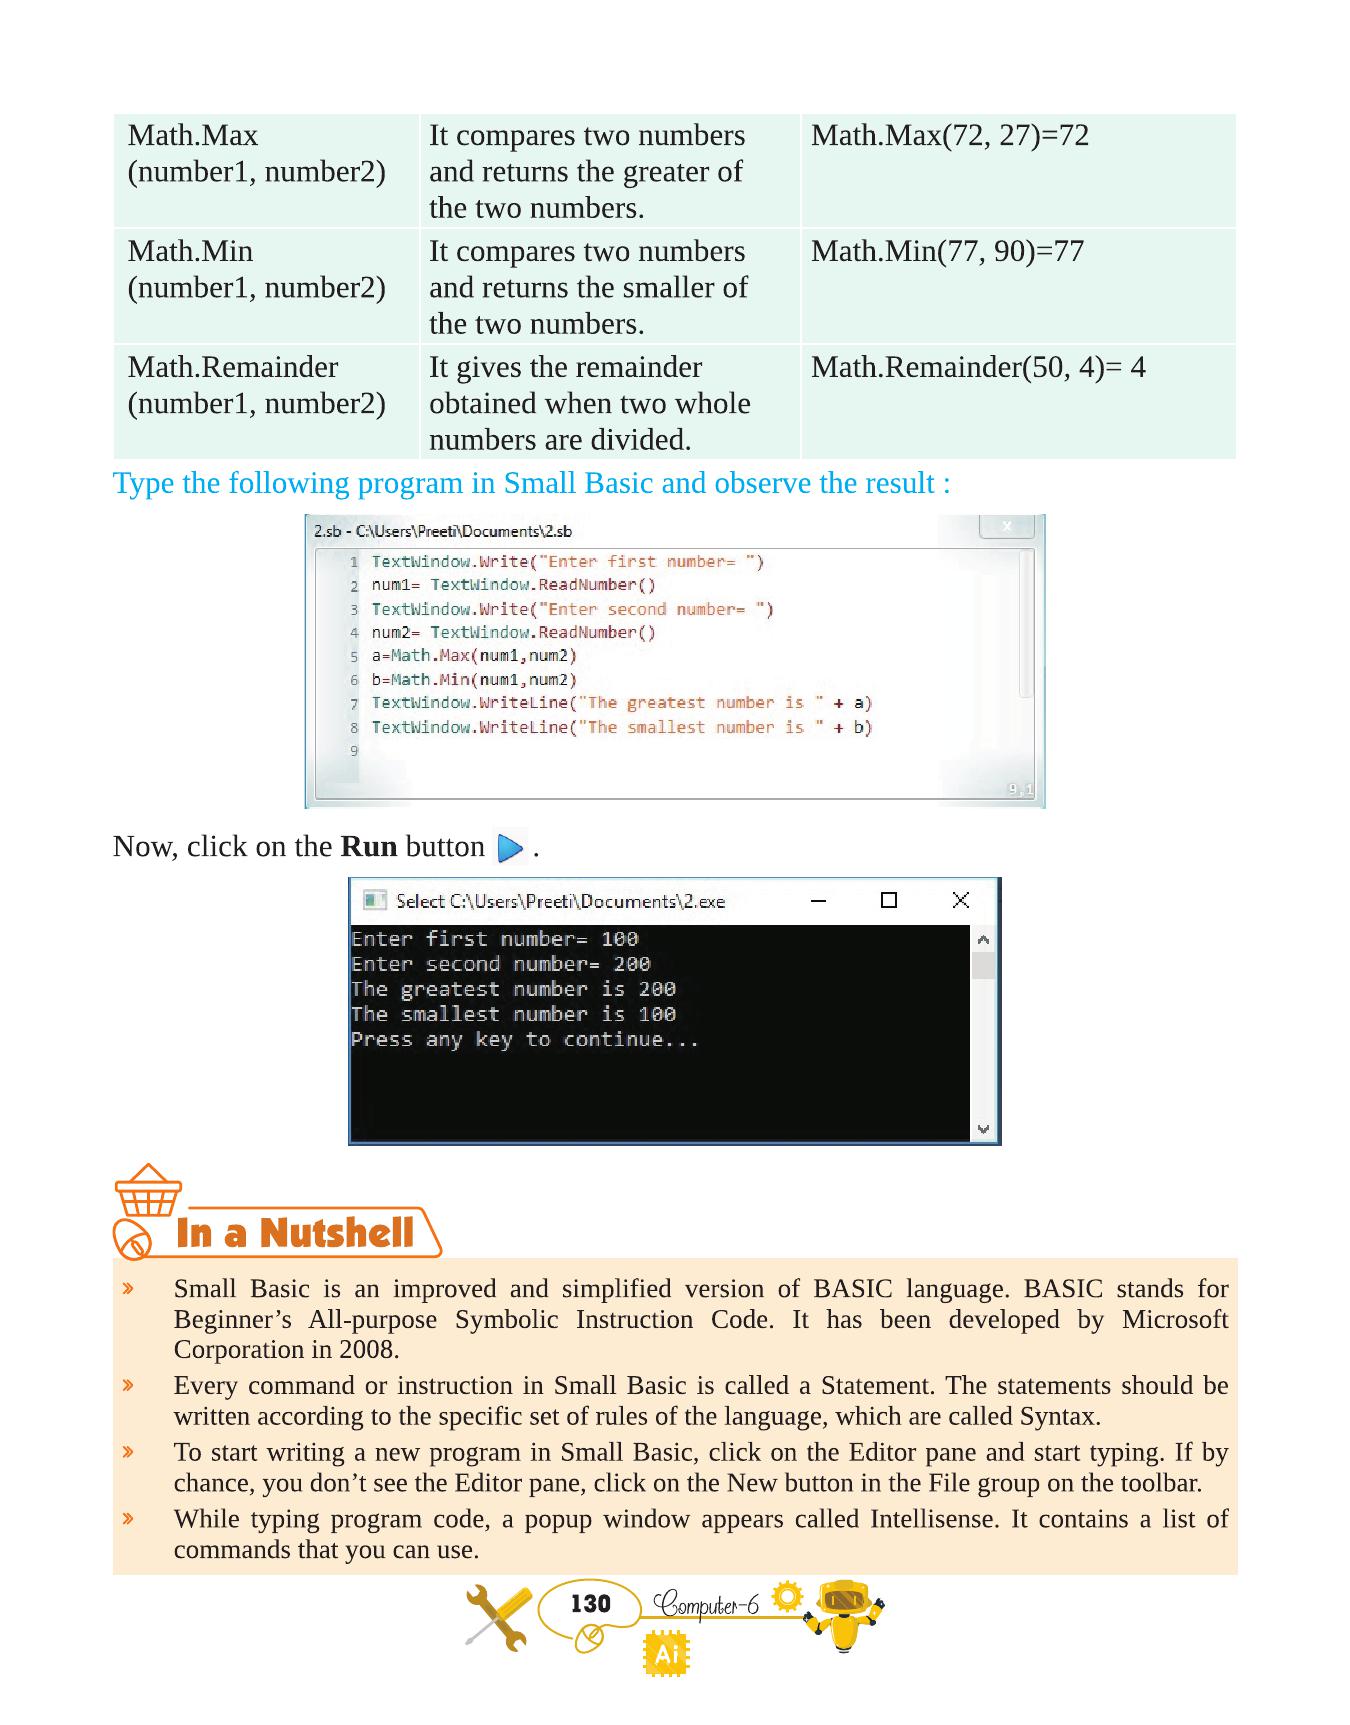 Math.Max
(number1, number2)
It compares two numbers
and returns the greater of
the two numbers.
Math.Max(72, 27)=72
Math.Min
(number1, number2)
It compares two numbers
and returns the smaller of
the two numbers.
Math.Min(77, 90)=77
Math.Remainder
(number1, number2)
It gives the remainder
obtained when two whole
numbers are divided.
Math.Remainder(50, 4)= 4
Type the following program in Small Basic and observe the result :
2.sb - C:\Users\Preeti\Documents\2.sb
x
1 TextWindow.Write("Enter first number= ")
2 num1= TextWindow.ReadNumber()
3 TextWindow.Write("Enter second number= ")
4 num2= TextWindow.ReadNumber()
5 a=Math.Max(num1,num2)
6 b=Math.Min(num1,num2)
7 TextWindow.WriteLine("The greatest number is " + a)
8 TextWindow.WriteLine("The smallest number is " + b)
9
9,1
Now, click on the Run button .
Select C:\Users\Preeti\Documents\2.exe
Enter first number= 100
Enter second number= 200
The greatest number is 200
The smallest number is 100
Press any key to continue...
In a Nutshell
» Small Basic is an improved and simplified version of BASIC language. BASIC stands for
Beginner’s All-purpose Symbolic Instruction Code. It has been developed by Microsoft
Corporation in 2008.
» Every command or instruction in Small Basic is called a Statement. The statements should be
written according to the specific set of rules of the language, which are called Syntax.
» To start writing a new program in Small Basic, click on the Editor pane and start typing. If by
chance, you don’t see the Editor pane, click on the New button in the File group on the toolbar.
» While typing program code, a popup window appears called Intellisense. It contains a list of
commands that you can use.
130
Computer-6
Ai